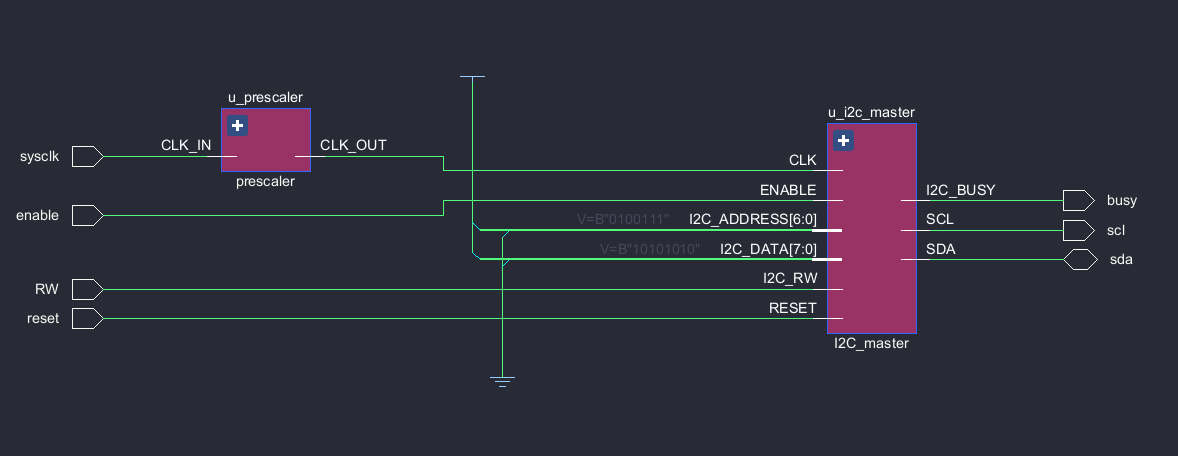 u_prescaler
sysclk
CLK_IN
CLK_OUT
prescaler
enable
RW
reset
u_i2c_master
CLK
ENABLE
V=B"0100111"
I2C_ADDRESS[6:0]
V=B"10101010"
I2C_DATA[7:0]
I2C_RW
RESET
I2C_BUSY
SCL
SDA
I2C_master
busy
scl
sda